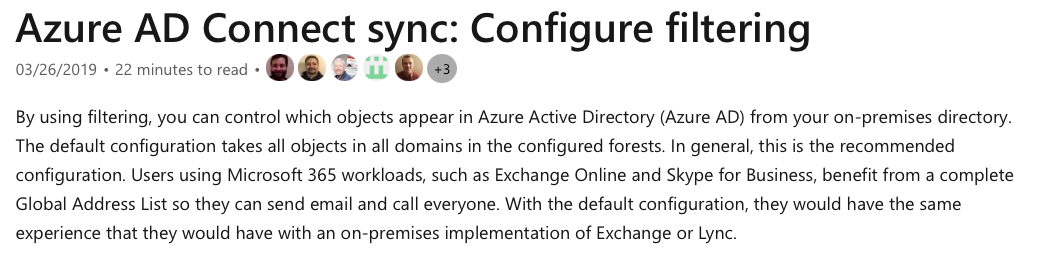 Azure AD Connect sync: Configure filtering
03/26/2019 • 22 minutes to read • +3
By using filtering, you can control which objects appear in Azure Active Directory (Azure AD) from your on-premises directory.
The default configuration takes all objects in all domains in the configured forests. In general, this is the recommended
configuration. Users using Microsoft 365 workloads, such as Exchange Online and Skype for Business, benefit from a complete
Global Address List so they can send email and call everyone. With the default configuration, they would have the same
experience that they would have with an on-premises implementation of Exchange or Lync.